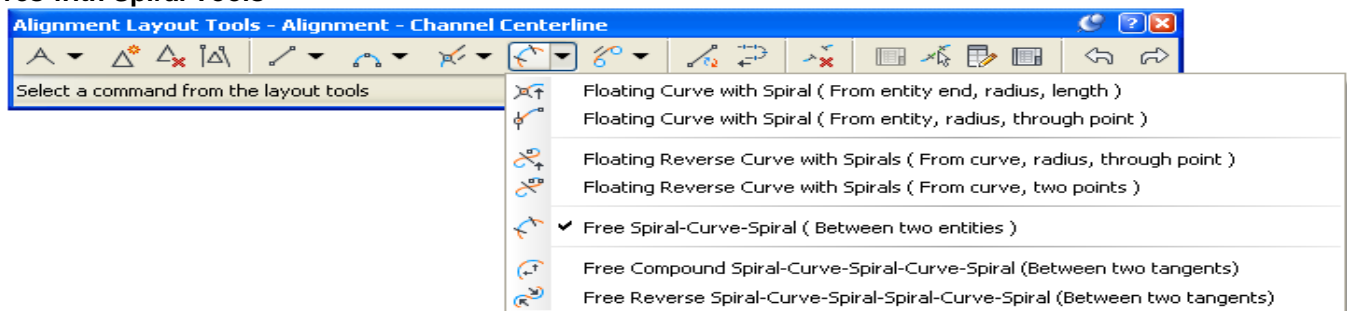 Alignment Layout Tools - Alignment - Channel Centerline
Select a command from the layout tools
Floating Curve with Spiral ( From entity end, radius, length )
Floating Curve with Spiral ( From entity, radius, through point )
Floating Reverse Curve with Spirals ( From curve, radius, through point )
Floating Reverse Curve with Spirals ( From curve, two points )
Free Spiral-Curve-Spiral ( Between two entities )
Free Compound Spiral-Curve-Spiral-Curve-Spiral (Between two tangents)
Free Reverse Spiral-Curve-Spiral-Spiral-Curve-Spiral (Between two tangents)